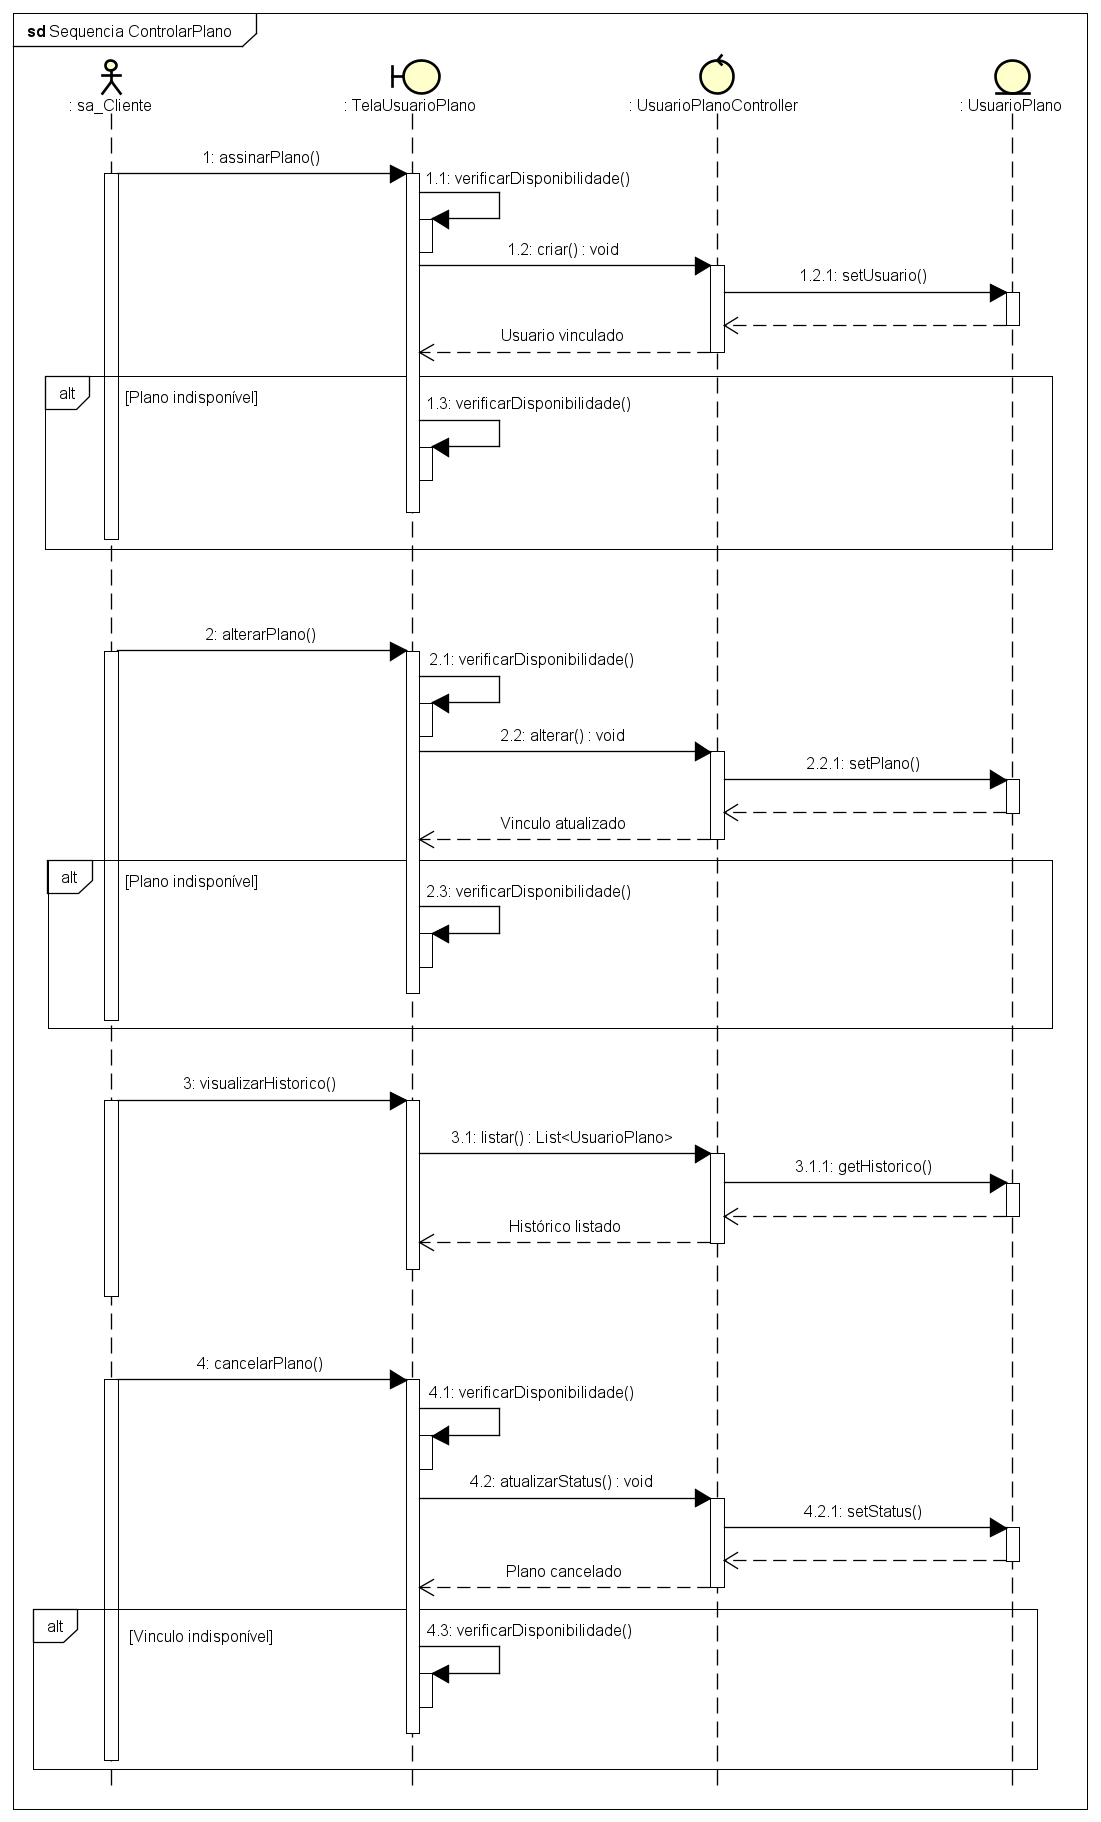 sd Sequencia ControlarPlano
: sa_Cliente
: TelaUsuarioPlano
: UsuarioPlanoController
: UsuarioPlano
1: assinarPlano()
1.1: verificarDisponibilidade()
1.2: criar() : void
1.2.1: setUsuario()
Usuario vinculado
alt
[Plano indisponível]
1.3: verificarDisponibilidade()
2: alterarPlano()
2.1: verificarDisponibilidade()
2.2: alterar() : void
2.2.1: setPlano()
Vinculo atualizado
alt
[Plano indisponível]
2.3: verificarDisponibilidade()
3: visualizarHistorico()
3.1: listar() : List<UsuarioPlano>
3.1.1: getHistorico()
Histórico listado
4: cancelarPlano()
4.1: verificarDisponibilidade()
4.2: atualizarStatus() : void
4.2.1: setStatus()
Plano cancelado
alt
[Vinculo indisponível]
4.3: verificarDisponibilidade()